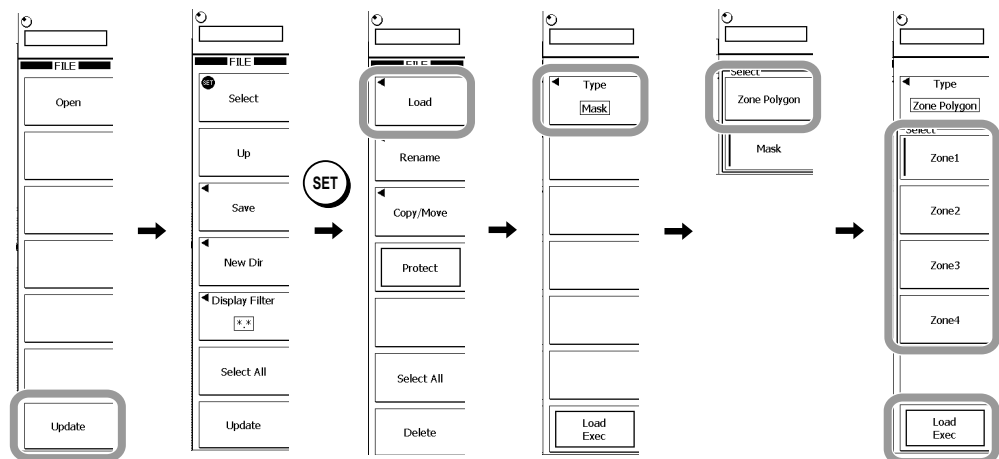 FILE
Open
Update
FILE
SET
Select
Up
Save
New Dir
Display Filter
*.*
Select All
Update
SET
FILE
Load
Rename
Copy/Move
Protect
Select All
Delete
Type
Mask
Load
Exec
Select
Zone Polygon
Mask
Type
Zone Polygon
Select
Zone1
Zone2
Zone3
Zone4
Load
Exec